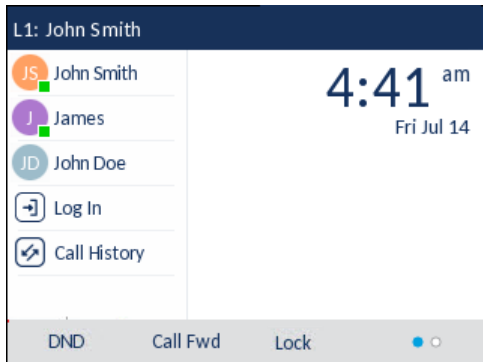 L1: John Smith
JS John Smith
J James
JD John Doe
Log In
Call History
4:41 am
Fri Jul 14
DND Call Fwd Lock